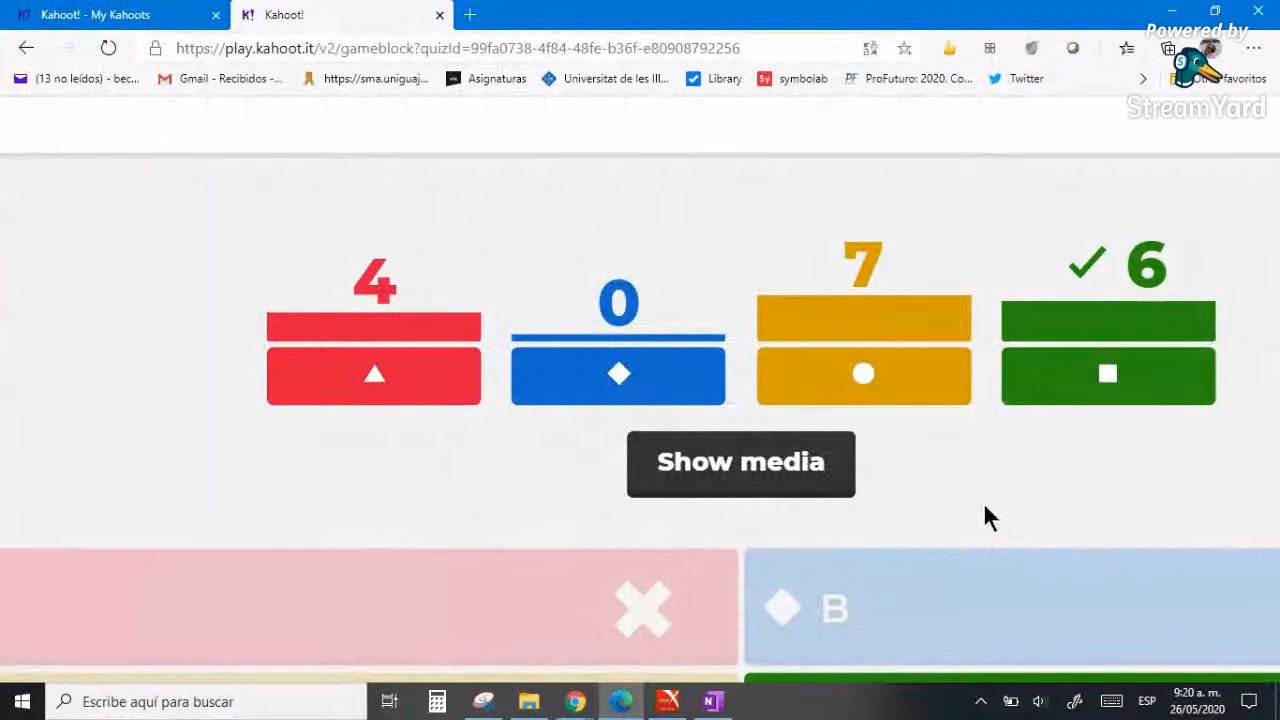 Kahoot! - My Kahoots
Kahoot!
Powered by
https://play.kahoot.it/v2/gameblock?quizId=99fa0738-4f84-48fe-b36f-e80908792256
(13 no leídos) - bec...
Gmail - Recibidos -...
https://sma.uniguaj...
Asignaturas
Universitat de les Ill...
Library
symbolab
ProFuturo: 2020. Co...
Twitter
Otros favoritos
StreamYard
4
0
7
6
Show media
B
Escribe aquí para buscar
ESP
9:20 a. m.
26/05/2020